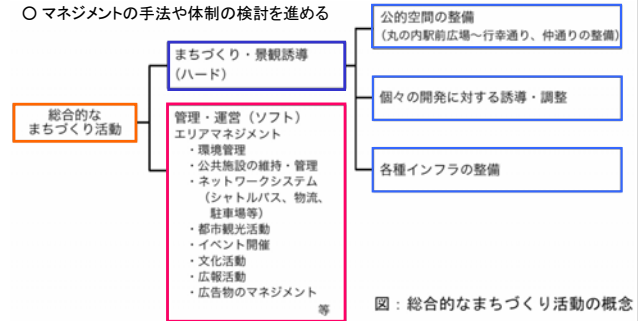 ○ マネジメントの手法や体制の検討を進める
総合的な
まちづくり活動
まちづくり・景観誘導
（ハード）
管理・運営（ソフト）
エリアマネジメント
・環境管理
・公共施設の維持・管理
・ネットワークシステム
（シャトルバス、物流、
駐車場等）
・都市観光活動
・イベント開催
・文化活動
・広報活動
・広告物のマネジメント
等
公的空間の整備
（丸の内駅前広場～行幸通り、仲通りの整備）
個々の開発に対する誘導・調整
各種インフラの整備
図：総合的なまちづくり活動の概念